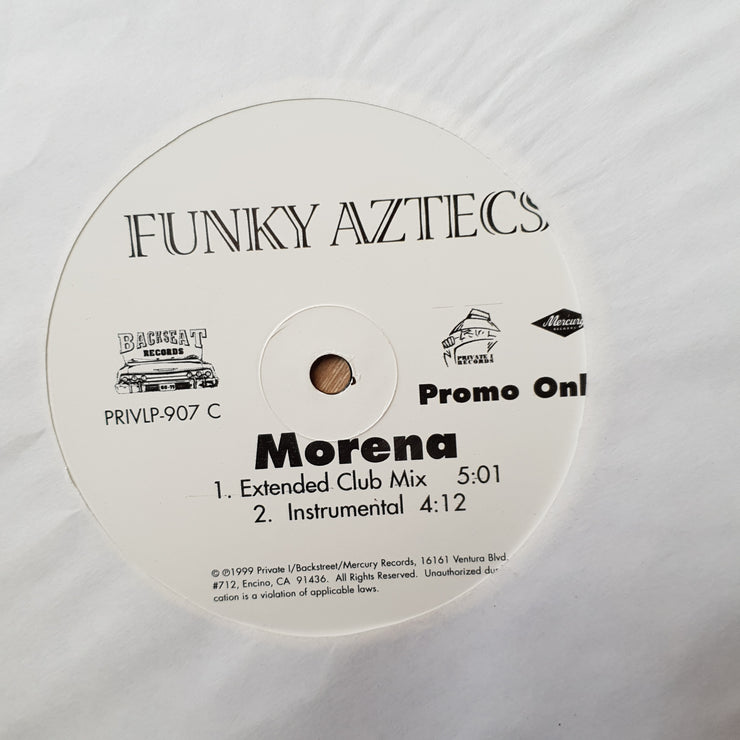 FUNKY AZTECS
BACKSEAT
RECORDS
PRIVATE I
RECORDS
Mercury
RECORDS
PRIVLP-907 C
Promo Onl
Morena
1. Extended Club Mix 5:01
2. Instrumental 4:12
© ℗1999 Private I/Backstreet/Mercury Records, 16161 Ventura Blvd.
#712, Encino, CA 91436. All Rights Reserved. Unauthorized du
cation is a violation of applicable laws.